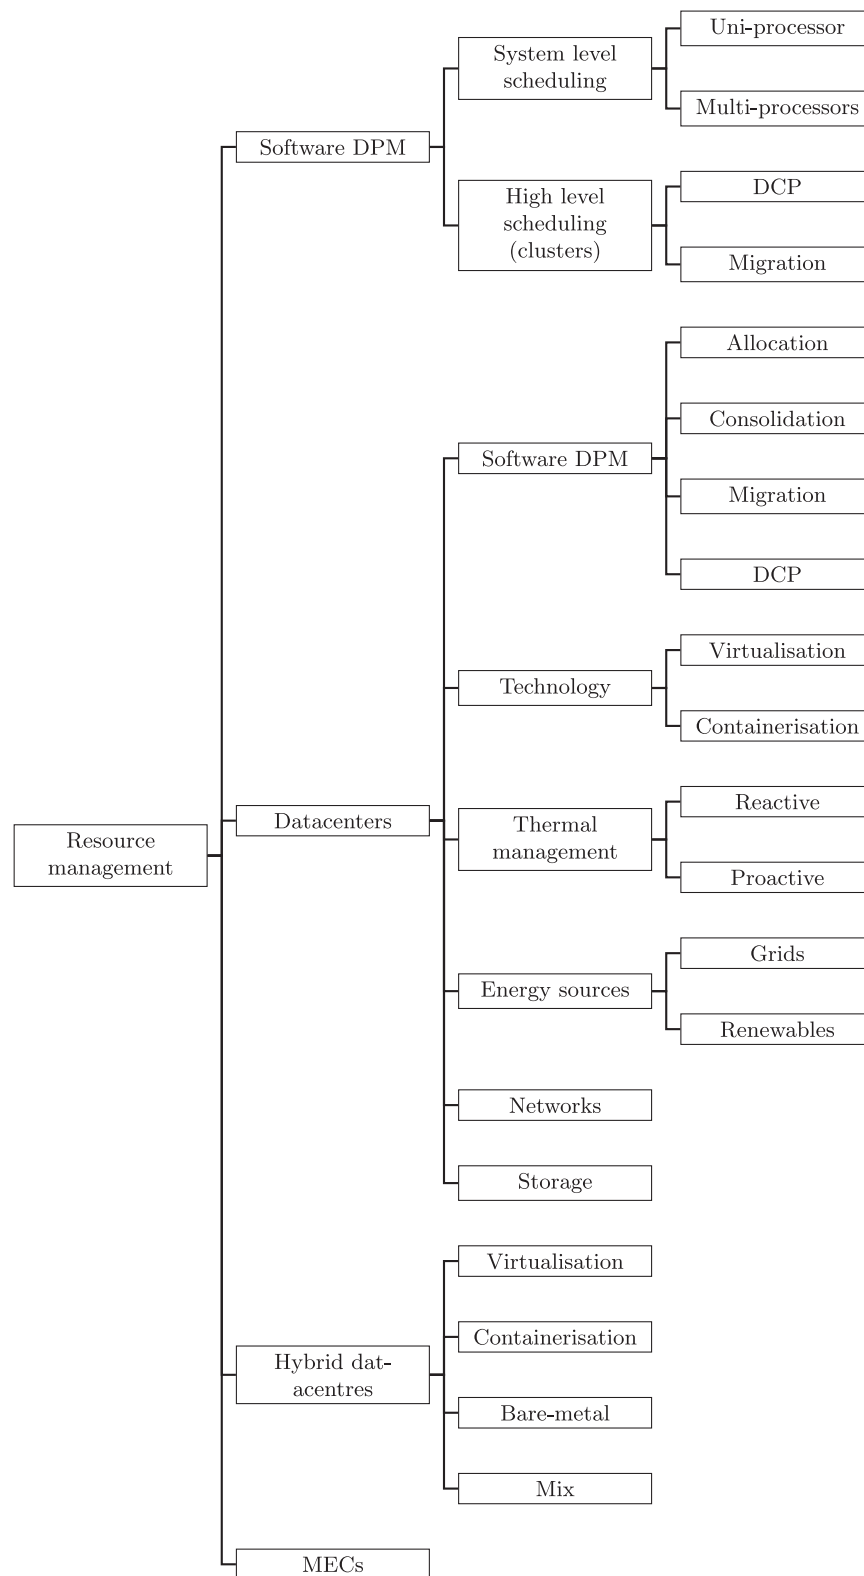 Uni-processor
System level
scheduling
Multi-processors
Software DPM
DCP
High level
scheduling
(clusters)
Migration
Allocation
Consolidation
Software DPM
Migration
DCP
Virtualisation
Technology
Containerisation
Reactive
Datacenters
Thermal
management
Resource
management
Proactive
Grids
Energy sources
Renewables
Networks
Storage
Virtualisation
Containerisation
Hybrid dat-
acentres
Bare-metal
Mix
MECs